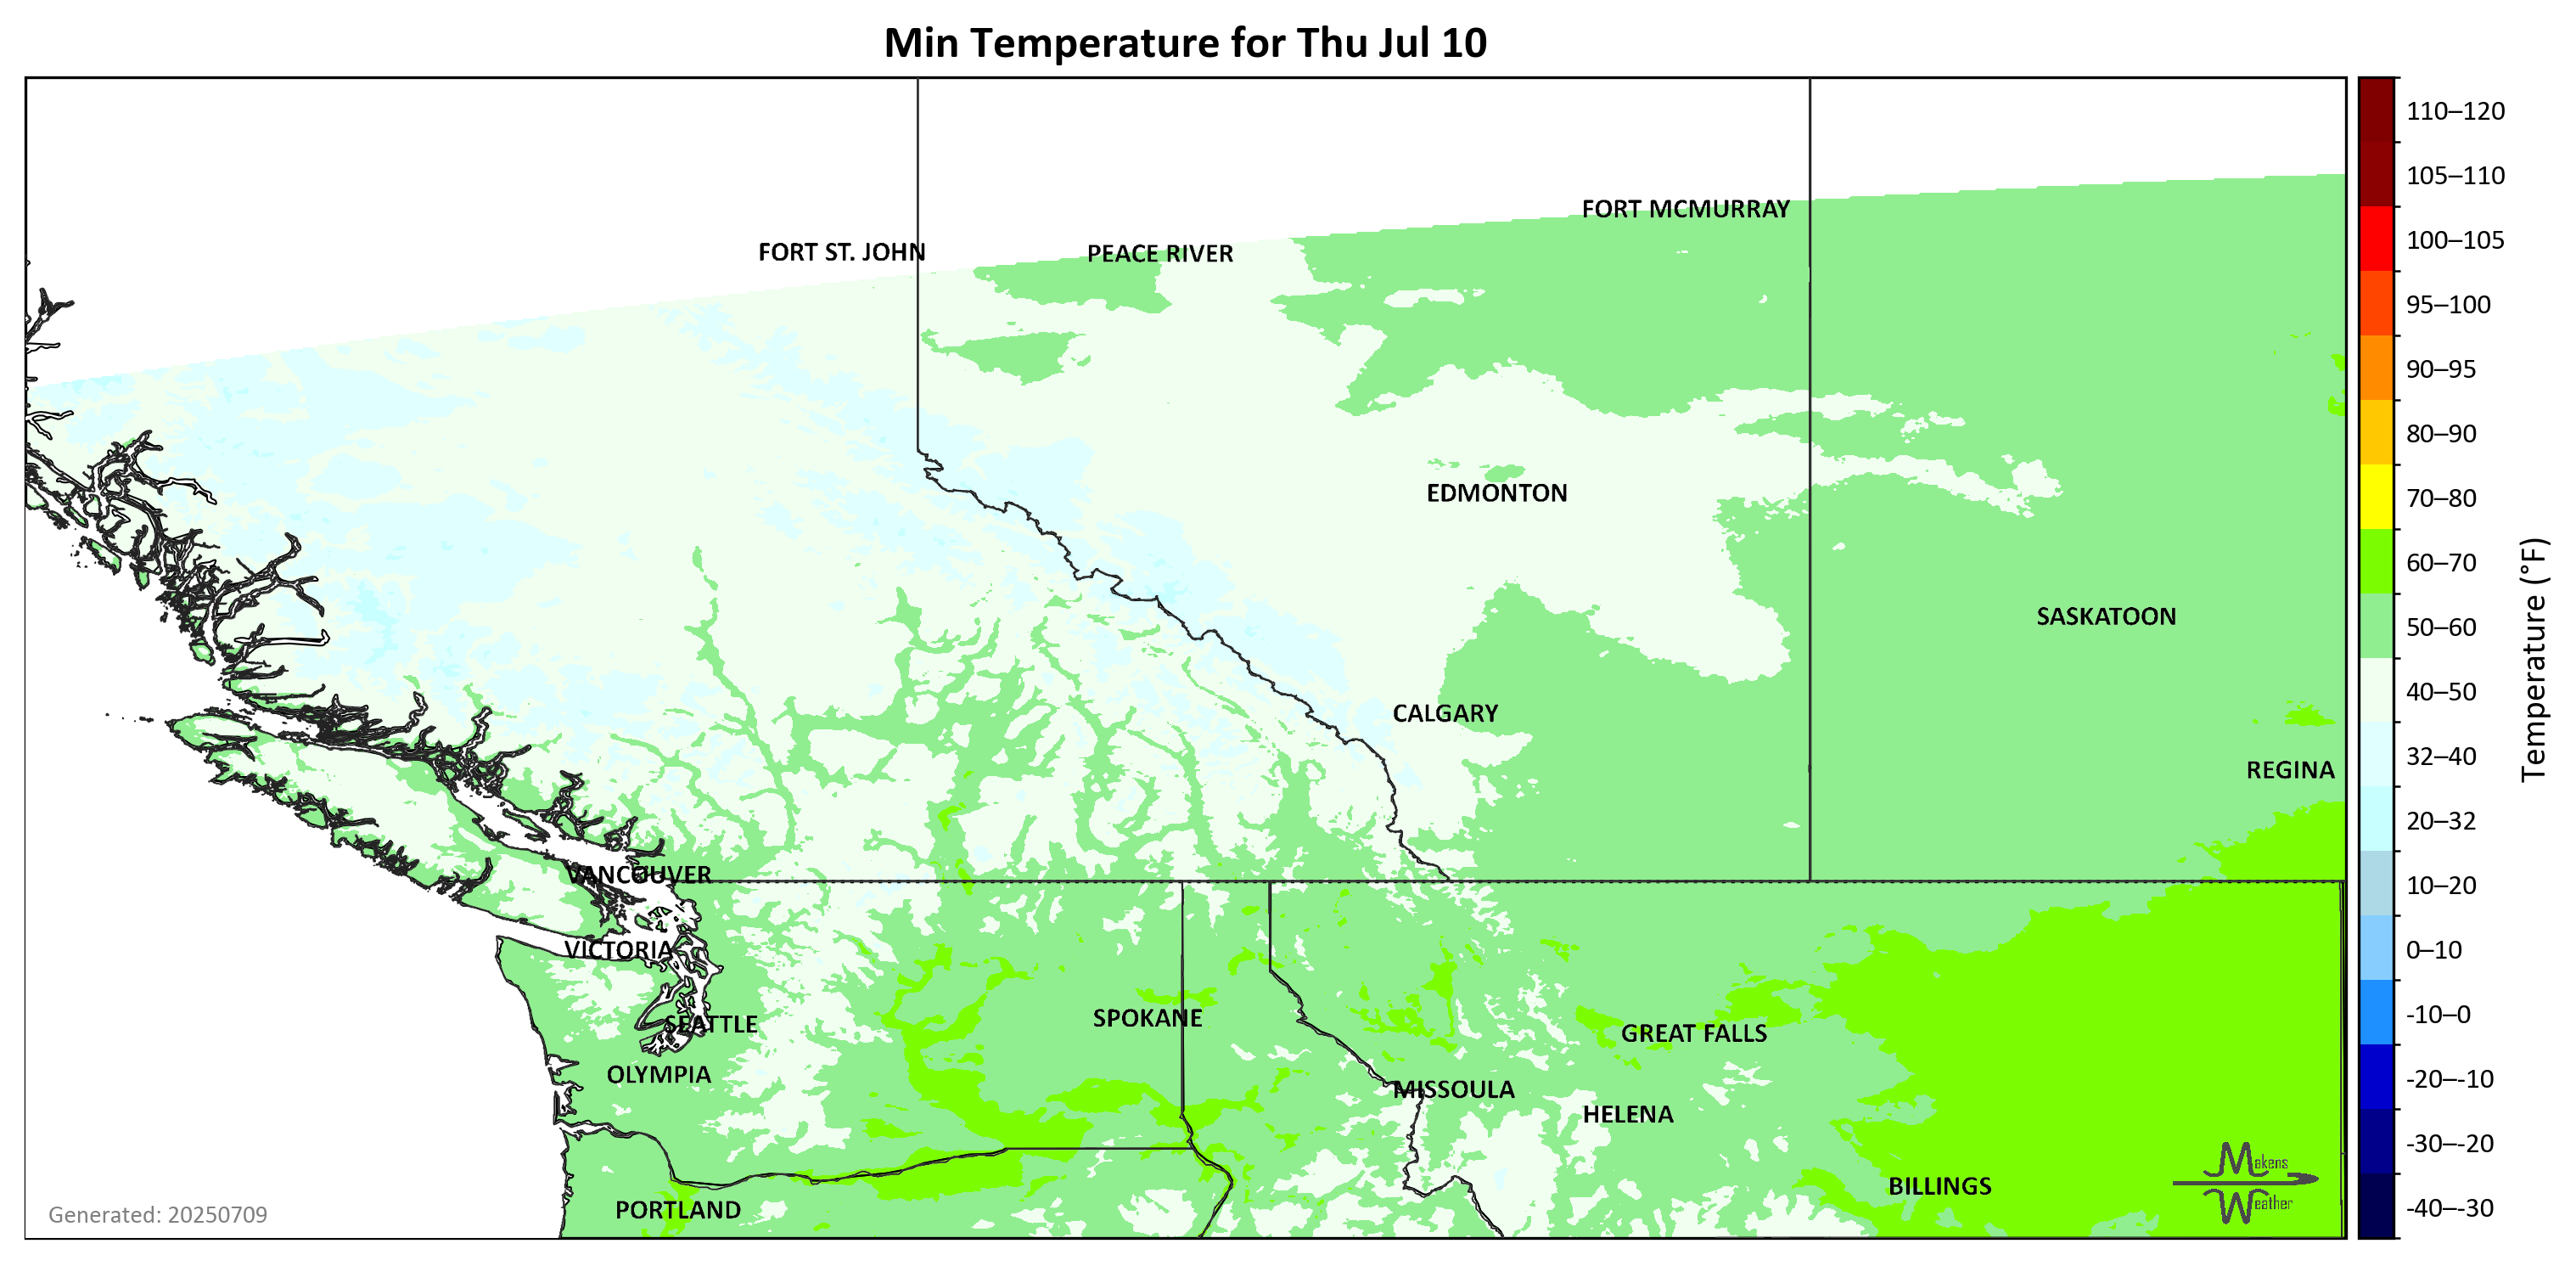 Min Temperature for Thu Jul 10
110–120
105–110
100–105
95–100
90–95
80–90
70–80
60–70
50–60
40–50
32–40
20–32
10–20
0–10
-10–0
-20–-10
-30–-20
-40–-30
Temperature (°F)
FORT MCMURRAY
FORT ST. JOHN
PEACE RIVER
EDMONTON
SASKATOON
CALGARY
REGINA
VANCOUVER
VICTORIA
SEATTLE
SPOKANE
GREAT FALLS
OLYMPIA
MISSOULA
HELENA
BILLINGS
PORTLAND
Makens
Weather
Generated: 20250709